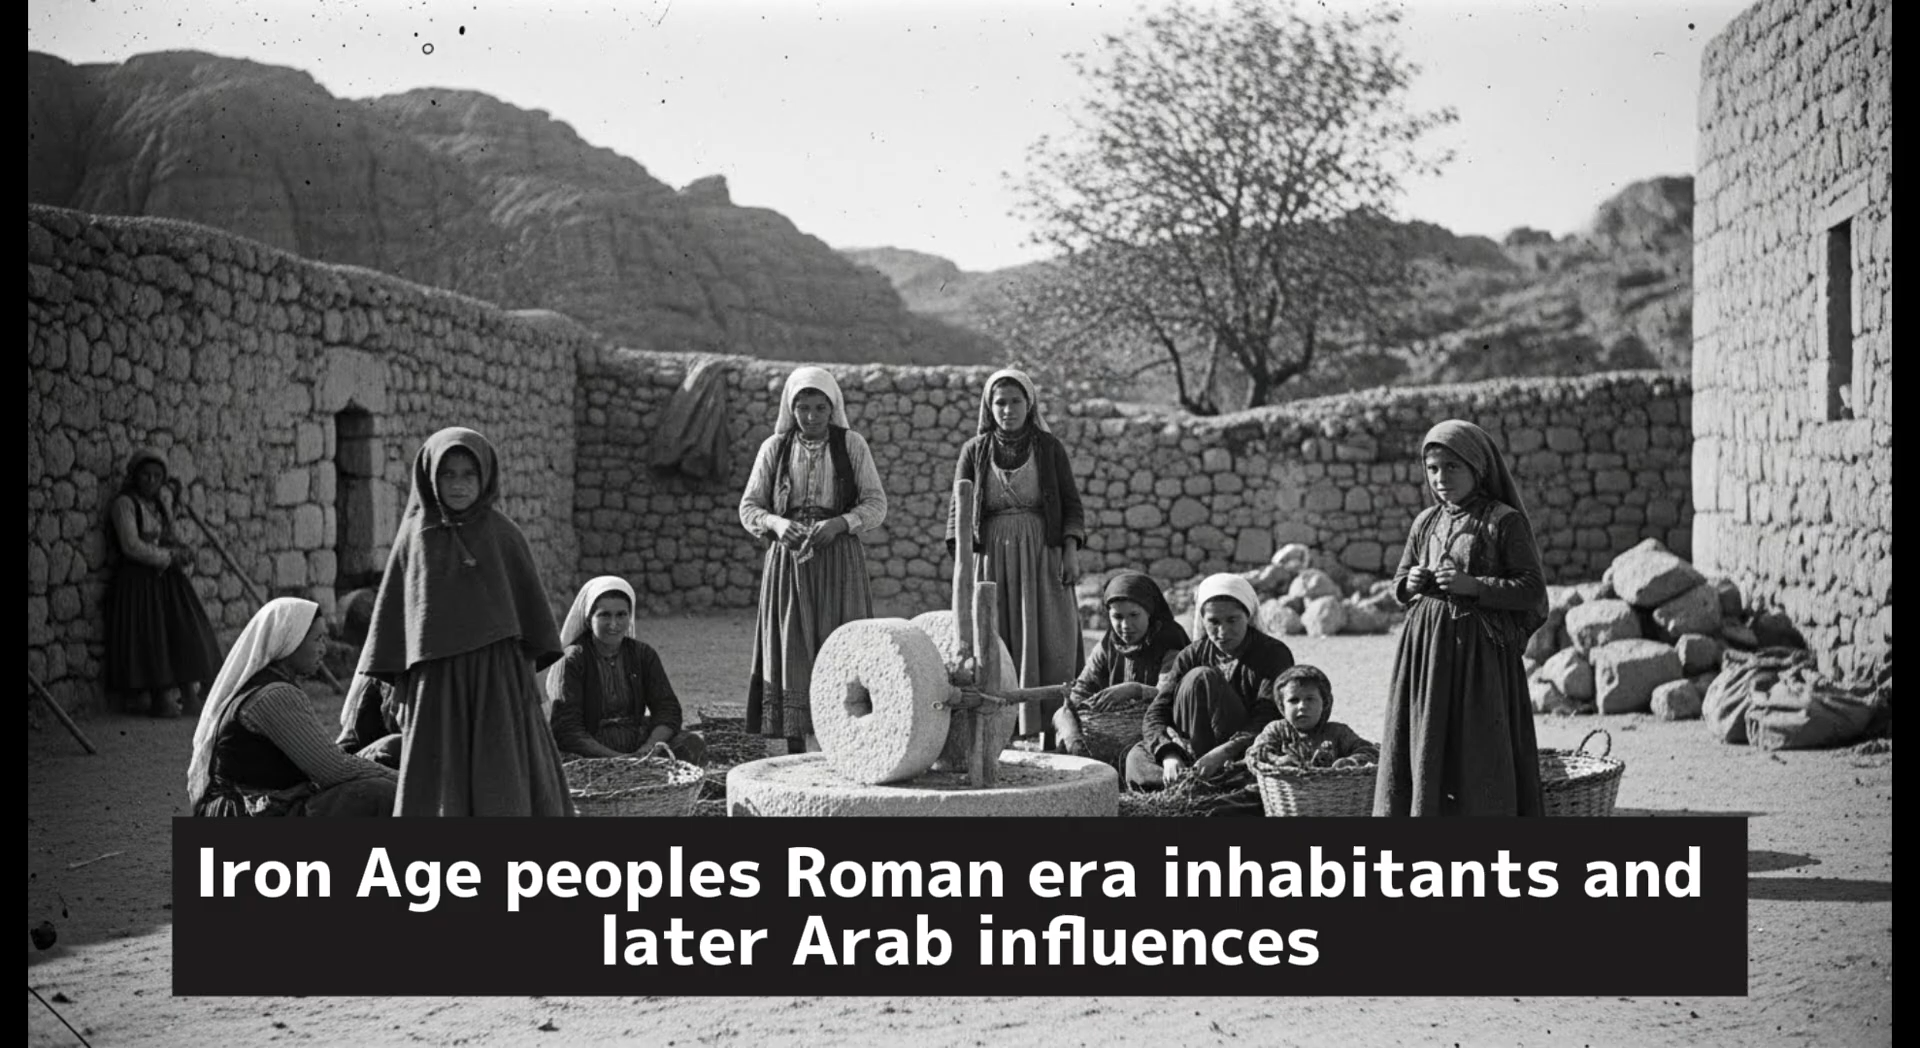 Iron Age peoples Roman era inhabitants and
later Arab influences